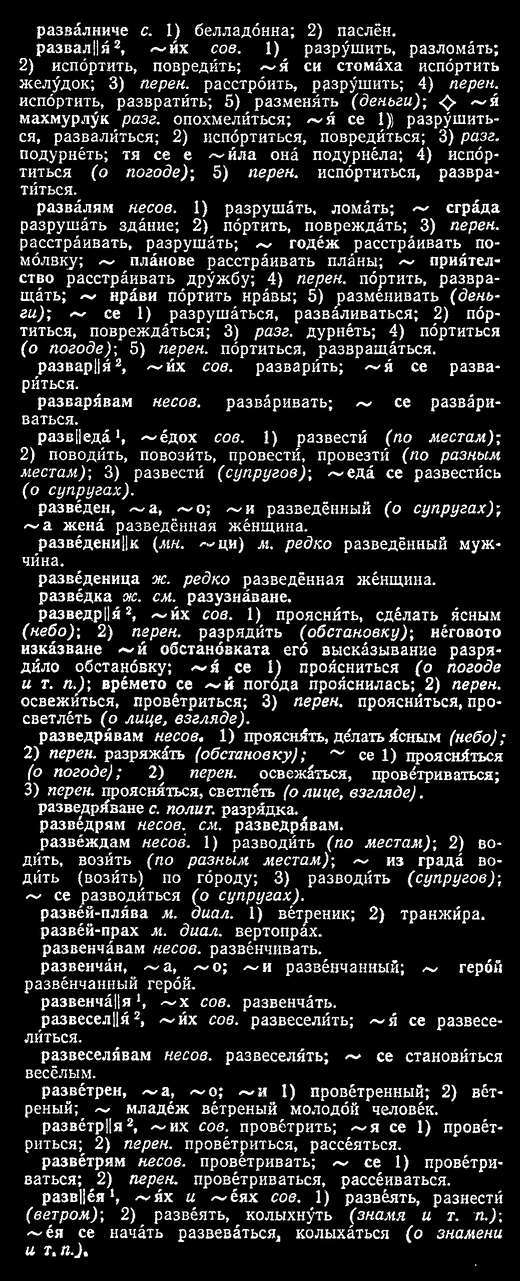 разва́лниче с. 1) белладо́нна; 2) паслён.
развал||я́², ~и́х сов. 1) разру́шить, разлома́ть;
2) испо́ртить, повреди́ть; ~я́ си стома́ха испо́ртить
желу́док; 3) перен. расстро́ить, разру́шить; 4) перен.
испо́ртить, разврати́ть; 5) разменя́ть (де́ньги); ◇ ~я́
махмурлу́к разг. опохмели́ться; ~я́ се 1) разру́шить-
ся, развали́ться; 2) испо́ртиться, повреди́ться; 3) разг.
подурне́ть; тя се е ~и́ла она́ подурне́ла; 4) испо́р-
титься (о погоде); 5) перен. испо́ртиться, развра-
ти́ться.
разва́лям несов. 1) разруша́ть, лома́ть; ~ сгра́да
разруша́ть зда́ние; 2) по́ртить, поврежда́ть; 3) перен.
расстра́ивать, разруша́ть; ~ годе́ж расстра́ивать по-
мо́лвку; ~ пла́нове расстра́ивать пла́ны; ~ прия́тел-
ство расстра́ивать дру́жбу; 4) перен. по́ртить, развра-
ща́ть; ~ нра́ви по́ртить нра́вы; 5) разме́нивать (день-
ги); ~ се 1) разруша́ться, разва́ливаться; 2) по́р-
титься, поврежда́ться; 3) разг. дурне́ть; 4) по́ртиться
(о погоде); 5) перен. по́ртиться, развраща́ться.
развар||я́², ~и́х сов. развари́ть; ~я́ се разва-
ри́ться.
разваря́вам несов. разва́ривать; ~ се разва́ри-
ваться.
разв||еда́¹, ~е́дох сов. 1) развести́ (по местам);
2) поводи́ть, повози́ть, провести́, провезти́ (по разным
местам); 3) развести́ (супругов); ~еда́ се развести́сь
(о супругах).
разве́ден, ~а, ~о; ~и разведённый (о супругах);
~а жена́ разведённая же́нщина.
разве́дени||к (мн. ~ци) м. редко разведённый муж-
чи́на.
разве́деница ж. редко разведённая же́нщина.
разве́дка ж. см. разузна́ване.
разведр||я́², ~и́х сов. 1) проясни́ть, сде́лать я́сным
(небо); 2) перен. разряди́ть (обстановку); не́говото
изка́зване ~и́ обстано́вката его́ выска́зывание разря-
ди́ло обстано́вку; ~я́ се 1) проясни́ться (о погоде
и т. п.); вре́мето се ~и́ пого́да проясни́лась; 2) перен.
освежи́ться, прове́триться; 3) перен. проясни́ться, про-
светле́ть (о лице, взгляде).
разведря́вам несов. 1) проясня́ть, де́лать я́сным (небо);
2) перен. разряжа́ть (обстановку); ~ се 1) проясня́ться
(о погоде); 2) перен. освежа́ться, прове́триваться;
3) перен. проясня́ться, светле́ть (о лице, взгляде).
разведря́ване с. полит. разря́дка.
разве́дрям несов. см. разведря́вам.
разве́ждам несов. 1) разводи́ть (по местам); 2) во-
ди́ть, вози́ть (по разным местам); ~ из града́ во-
ди́ть (вози́ть) по го́роду; 3) разводи́ть (супругов);
~ се разводи́ться (о супругах).
разве́й-пля́ва м. диал. 1) ве́треник; 2) транжи́ра.
разве́й-прах м. диал. вертопра́х.
развенча́вам несов. разве́нчивать.
развенча́н, ~а, ~о; ~и разве́нчанный; ~ геро́й
разве́нчанный геро́й.
развенча́||я¹, ~х сов. развенча́ть.
развесел||я́², ~и́х сов. развесели́ть; ~я́ се развесе-
ли́ться.
развеселя́вам несов. развеселя́ть; ~ се станови́ться
весёлым.
разве́трен, ~а, ~о; ~и 1) прове́тренный; 2) ве́т-
реный; ~ младе́ж ве́треный молодо́й челове́к.
разве́тр||я², ~их сов. прове́трить; ~я се 1) прове́т-
риться; 2) перен. прове́триться, рассе́яться.
разве́трям несов. прове́тривать; ~ се 1) прове́три-
ваться; 2) перен. прове́триваться, рассе́иваться.
разв||е́я¹, ~я́х и ~е́ях сов. 1) разве́ять, разнести́
(ветром); 2) разве́ять, колыхну́ть (знамя и т. п.);
~е́я се нача́ть развева́ться, колыха́ться (о знамени
и т. п.).